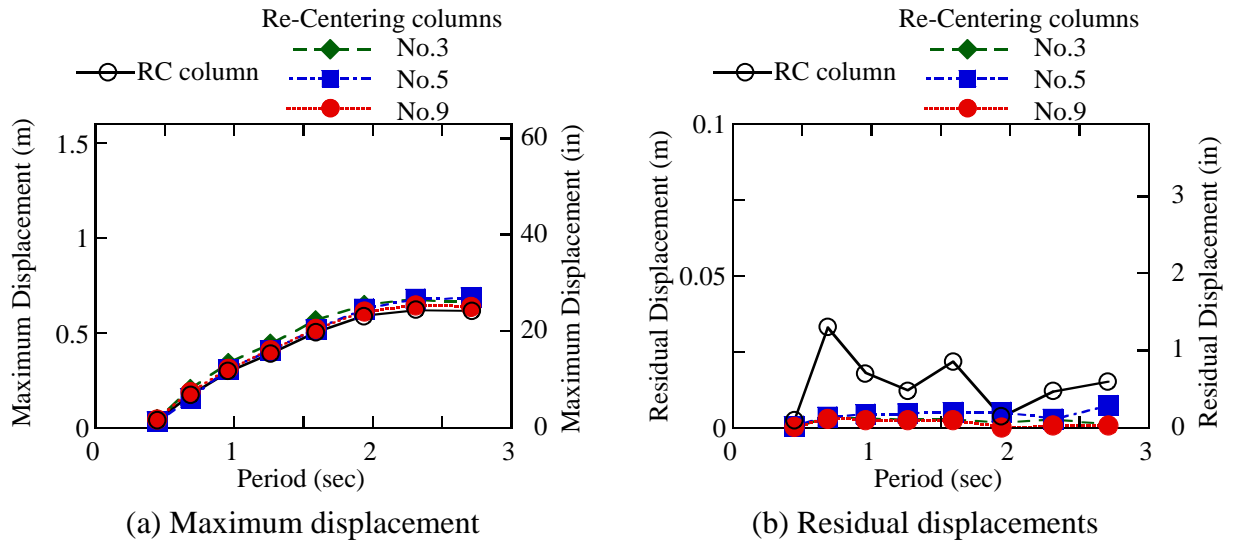 Re-Centering columns
No.3
RC column
No.5
No.9
1.5
1
0.5
0
60
40
20
0
0
1
2
3
Maximum Displacement (m)
Maximum Displacement (in)
Period (sec)
(a) Maximum displacement
Re-Centering columns
No.3
RC column
No.5
No.9
0.1
0.05
0
3
2
1
0
0
1
2
3
Residual Displacement (m)
Residual Displacement (in)
Period (sec)
(b) Residual displacements